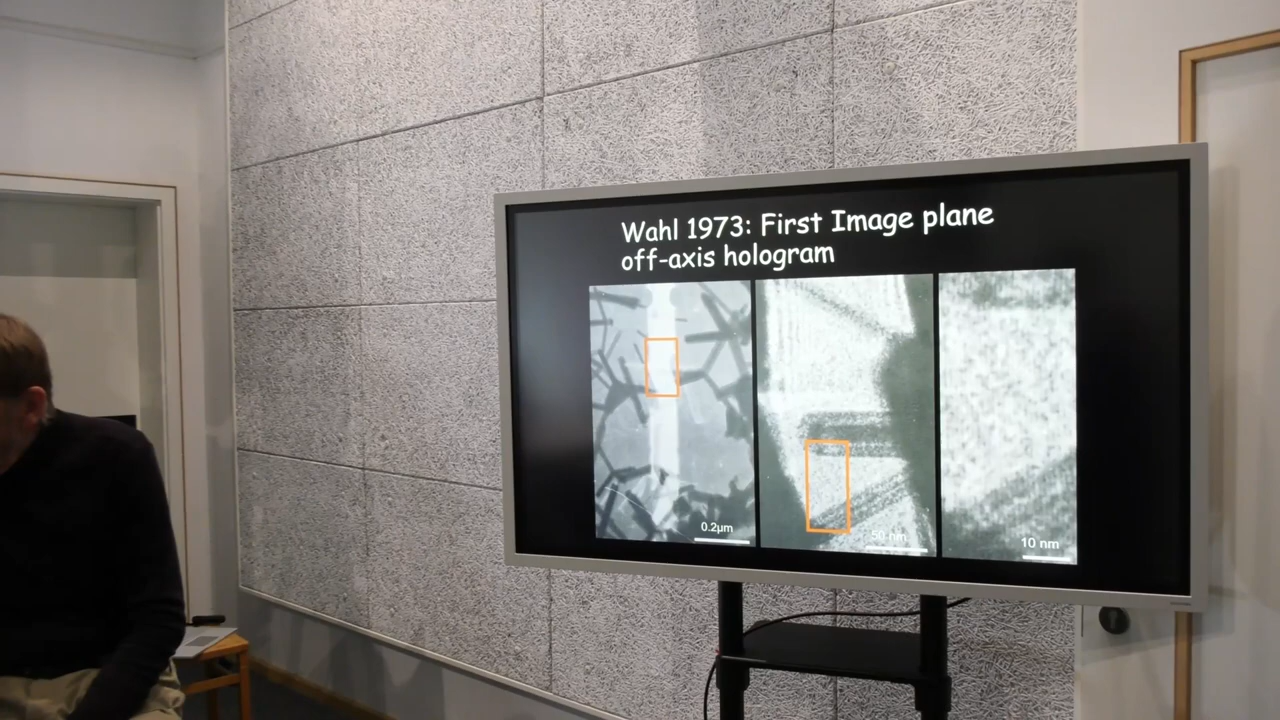 Wahl 1973: First Image plane
off-axis hologram
0.2µm
50 nm
10 nm